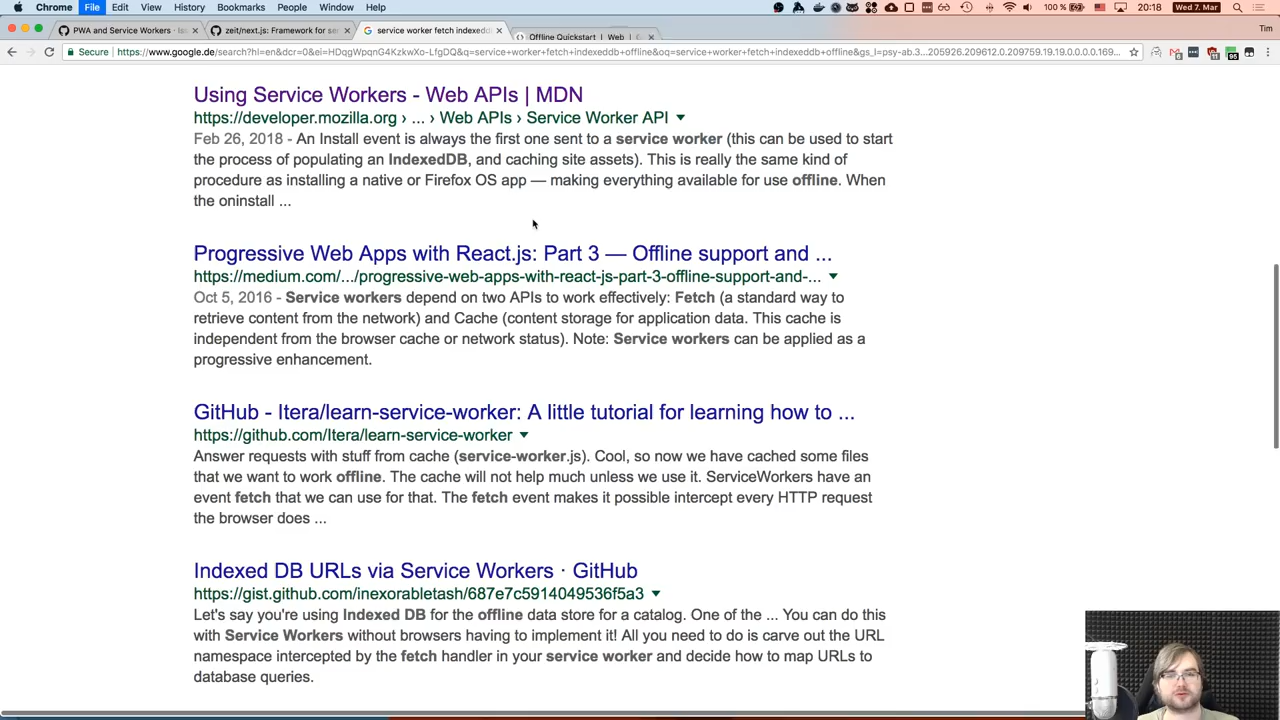 Chrome File Edit View History Bookmarks People Window Help 100 % 20:18 Wed 7. Mar
PWA and Service Workers · zeit/next.js: Framework for se service worker fetch indexeddb Offline Quickstart | Web | Tim
Secure https://www.google.de/search?hl=en&dcr=0&ei=HDqgWpqnG4KzkwXo-LfgDQ&q=service+worker+fetch+indexeddb+offline&oq=service+worker+fetch+indexeddb+offline&gs_l=psy-ab.3...205926.209612.0.209759.19.19.0.0.0.0.169...
Using Service Workers - Web APIs | MDN
https://developer.mozilla.org › ... › Web APIs › Service Worker API
Feb 26, 2018 - An Install event is always the first one sent to a service worker (this can be used to start
the process of populating an IndexedDB, and caching site assets). This is really the same kind of
procedure as installing a native or Firefox OS app — making everything available for use offline. When
the oninstall ...
Progressive Web Apps with React.js: Part 3 — Offline support and ...
https://medium.com/.../progressive-web-apps-with-react-js-part-3-offline-support-and-...
Oct 5, 2016 - Service workers depend on two APIs to work effectively: Fetch (a standard way to
retrieve content from the network) and Cache (content storage for application data. This cache is
independent from the browser cache or network status). Note: Service workers can be applied as a
progressive enhancement.
GitHub - Itera/learn-service-worker: A little tutorial for learning how to ...
https://github.com/Itera/learn-service-worker
Answer requests with stuff from cache (service-worker.js). Cool, so now we have cached some files
that we want to work offline. The cache will not help much unless we use it. ServiceWorkers have an
event fetch that we can use for that. The fetch event makes it possible intercept every HTTP request
the browser does ...
Indexed DB URLs via Service Workers · GitHub
https://gist.github.com/inexorabletash/687e7c5914049536f5a3
Let's say you're using Indexed DB for the offline data store for a catalog. One of the ... You can do this
with Service Workers without browsers having to implement it! All you need to do is carve out the URL
namespace intercepted by the fetch handler in your service worker and decide how to map URLs to
database queries.